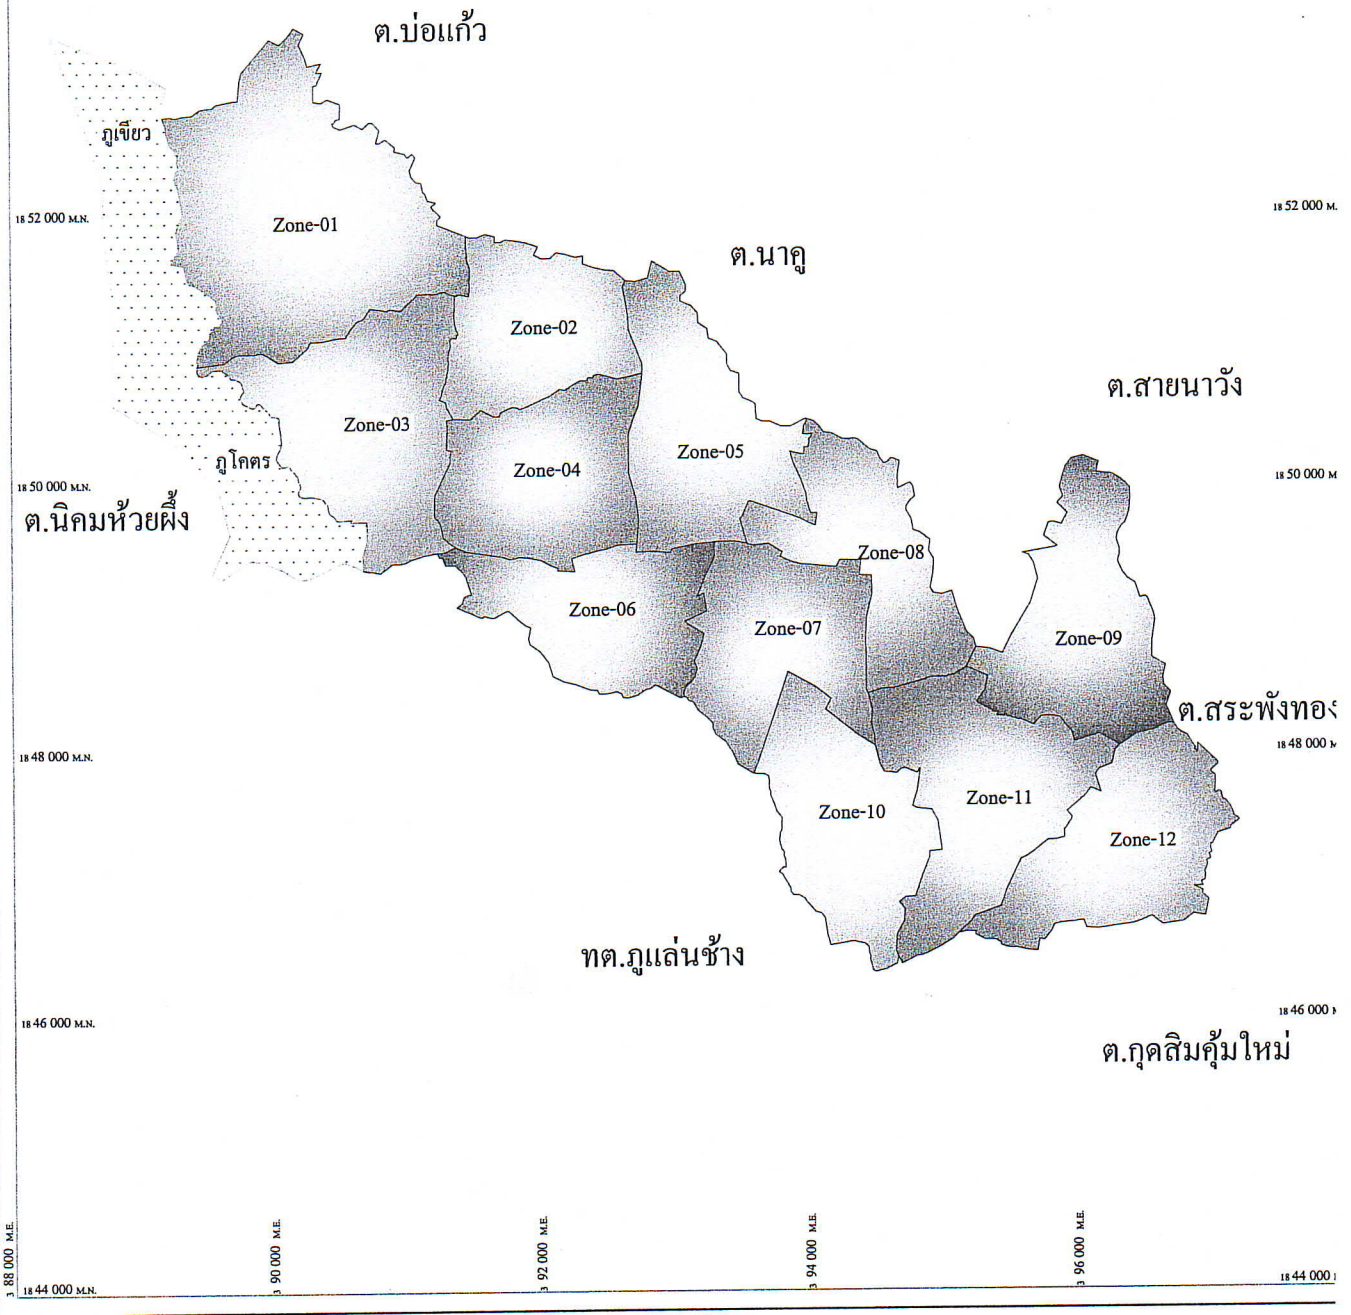 ต.บ่อแก้ว
ภูเขียว
18 52 000 M.N.
18 52 000 M.
Zone-01
ต.นาคู
Zone-02
ต.สายนาวัง
Zone-03
Zone-05
ภูโคตร
Zone-04
18 50 000 M.N.
18 50 000 M
ต.นิคมห้วยผึ้ง
Zone-08
Zone-06
Zone-07
Zone-09
ต.สระพังทอง
18 48 000 M.N.
18 48 000 M
Zone-10
Zone-11
Zone-12
ทต.ภูแล่นช้าง
18 46 000 M.N.
18 46 000
ต.กุดสิมคุ้มใหม่
3 88 000 M.E.
3 90 000 M.E.
3 92 000 M.E.
3 94 000 M.E.
3 96 000 M.E.
18 44 000 M.N.
18 44 000